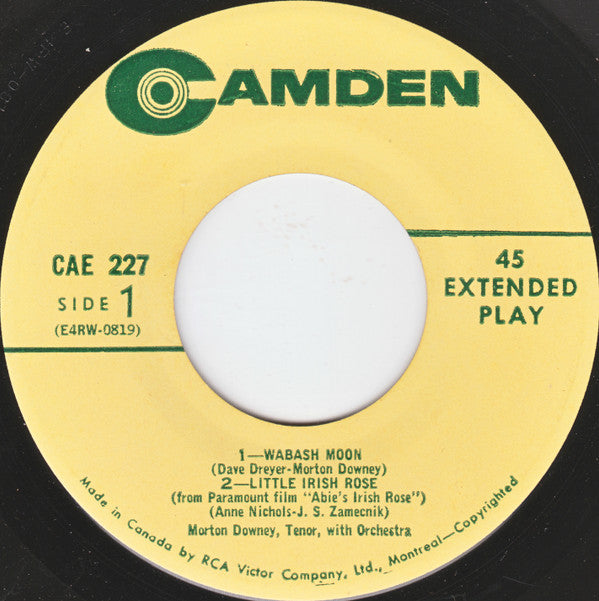 CAMDEN
CAE 227
SIDE 1
(E4RW-0819)
45
EXTENDED
PLAY
1—WABASH MOON
(Dave Dreyer-Morton Downey)
2—LITTLE IRISH ROSE
(from Paramount film "Abie's Irish Rose")
(Anne Nichols-J. S. Zamecnik)
Morton Downey, Tenor, with Orchestra
Made in Canada by RCA Victor Company, Ltd., Montreal—Copyrighted